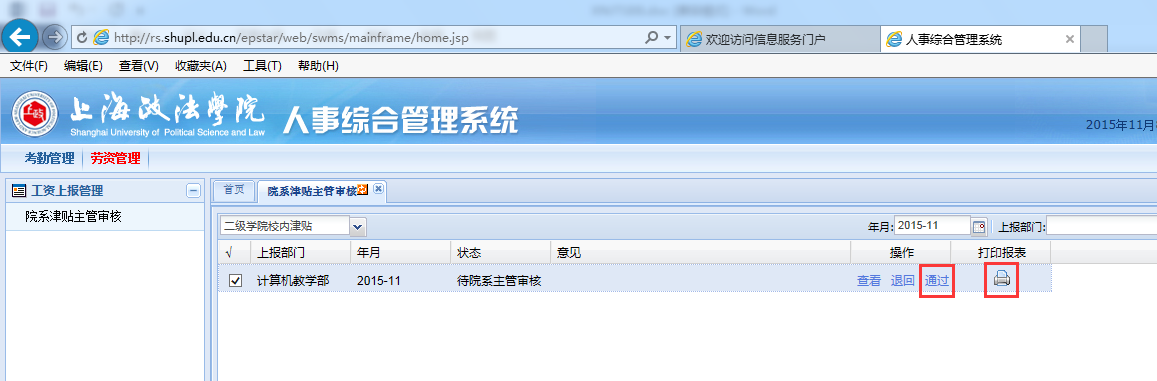 http://rs.shupl.edu.cn/epstar/web/swms/mainframe/home.jsp
欢迎访问信息服务门户
人事综合管理系统
文件(F) 编辑(E) 查看(V) 收藏夹(A) 工具(T) 帮助(H)
上海政法學院
Shanghai University of Political Science and Law
人事综合管理系统
2015年11月
考勤管理 劳资管理
工资上报管理
院系津贴主管审核
首页 院系津贴主管审核
二级学院校内津贴 年月: 2015-11 上报部门:
√ 上报部门 年月 状态 意见 操作 打印报表
计算机教学部 2015-11 待院系主管审核 查看 退回 通过